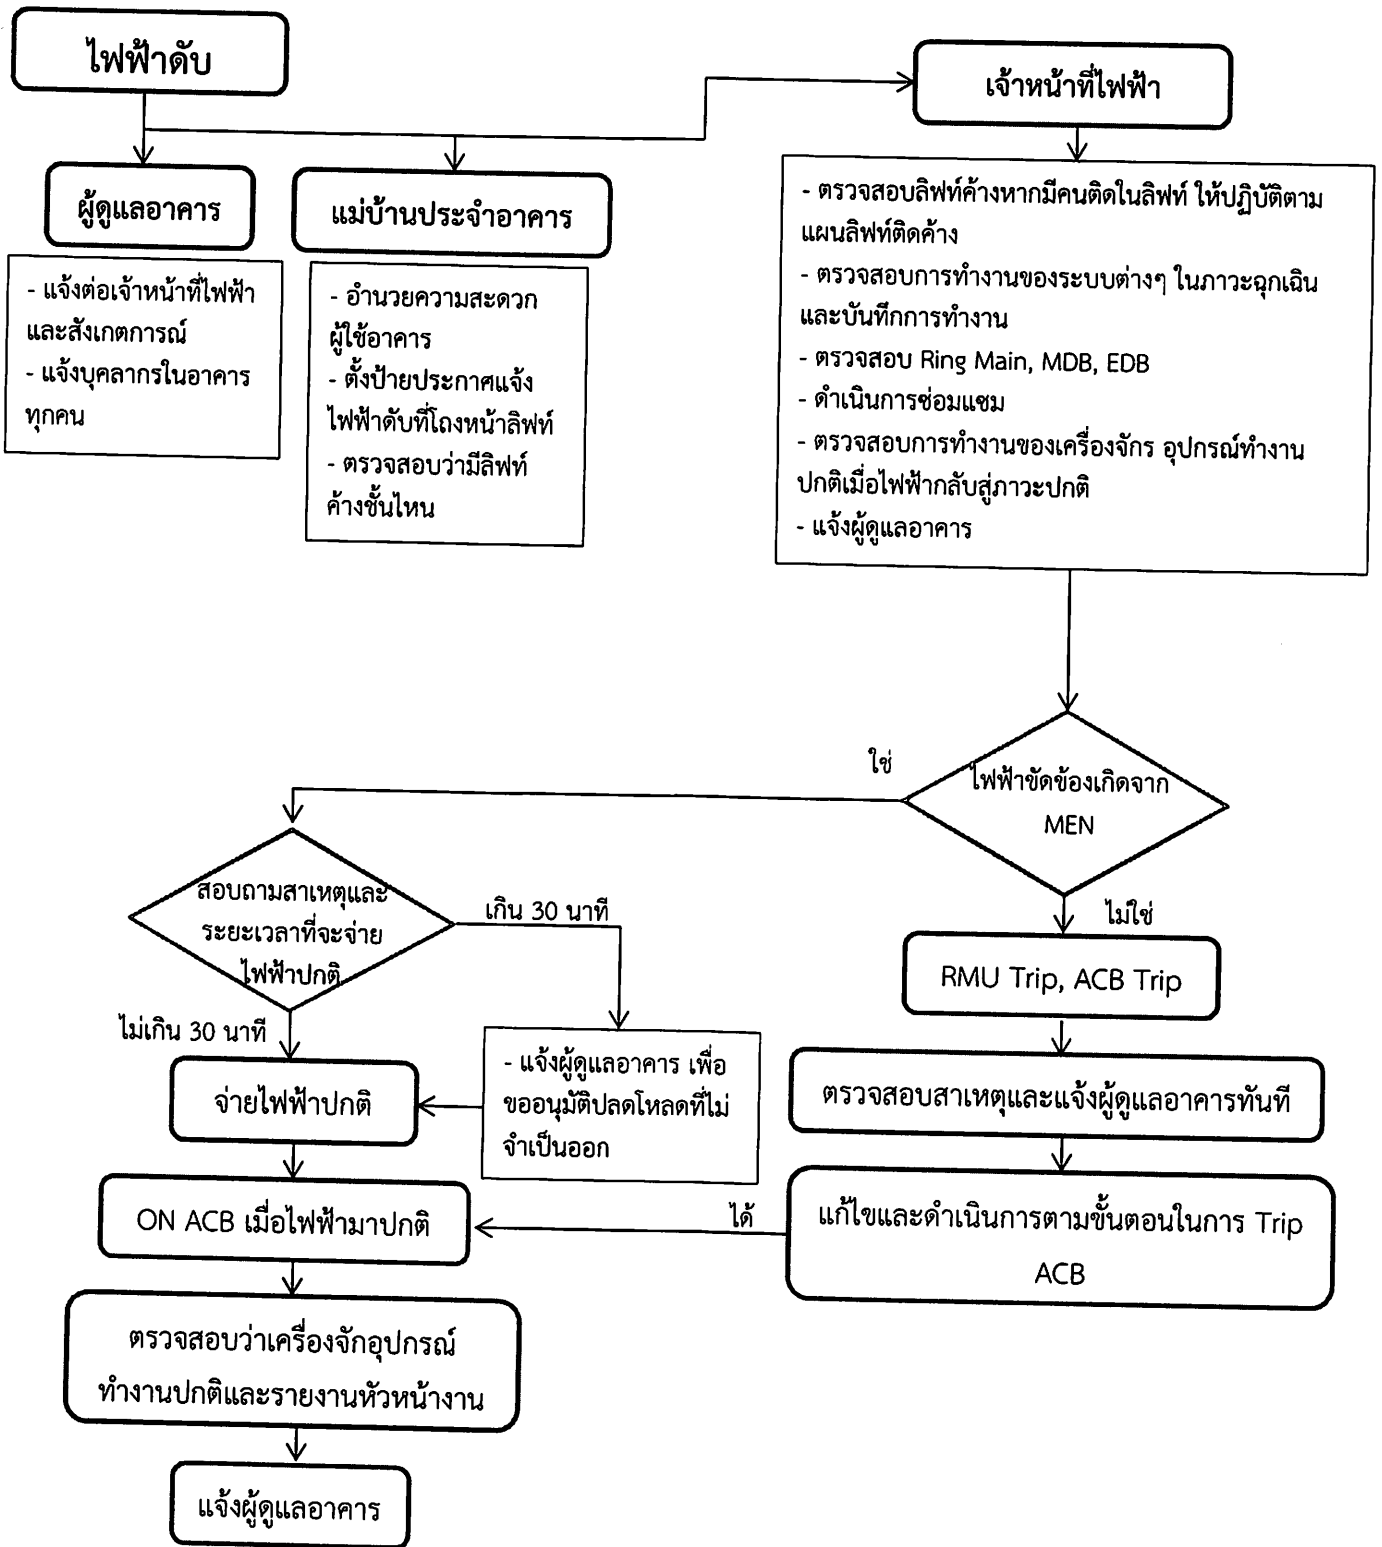 ไฟฟ้าดับ
เจ้าหน้าที่ไฟฟ้า
ผู้ดูแลอาคาร
แม่บ้านประจำอาคาร
- แจ้งต่อเจ้าหน้าที่ไฟฟ้า
และสังเกตการณ์
- แจ้งบุคลากรในอาคาร
ทุกคน
- อำนวยความสะดวก
ผู้ใช้อาคาร
- ตั้งป้ายประกาศแจ้ง
ไฟฟ้าดับที่โถงหน้าลิฟท์
- ตรวจสอบว่ามีลิฟท์
ค้างชั้นไหน
- ตรวจสอบลิฟท์ค้างหากมีคนติดในลิฟท์ ให้ปฏิบัติตาม
แผนลิฟท์ติดค้าง
- ตรวจสอบการทำงานของระบบต่างๆ ในภาวะฉุกเฉิน
และบันทึกการทำงาน
- ตรวจสอบ Ring Main, MDB, EDB
- ดำเนินการซ่อมแซม
- ตรวจสอบการทำงานของเครื่องจักร อุปกรณ์ทำงาน
ปกติเมื่อไฟฟ้ากลับสู่ภาวะปกติ
- แจ้งผู้ดูแลอาคาร
ใช่
ไฟฟ้าขัดข้องเกิดจาก
MEN
ไม่ใช่
สอบถามสาเหตุและ
ระยะเวลาที่จะจ่าย
ไฟฟ้าปกติ
เกิน 30 นาที
ไม่เกิน 30 นาที
- แจ้งผู้ดูแลอาคาร เพื่อ
ขออนุมัติปลดโหลดที่ไม่
จำเป็นออก
จ่ายไฟฟ้าปกติ
RMU Trip, ACB Trip
ตรวจสอบสาเหตุและแจ้งผู้ดูแลอาคารทันที
แก้ไขและดำเนินการตามขั้นตอนในการ Trip
ACB
ได้
ON ACB เมื่อไฟฟ้ามาปกติ
ตรวจสอบว่าเครื่องจักอุปกรณ์
ทำงานปกติและรายงานหัวหน้างาน
แจ้งผู้ดูแลอาคาร